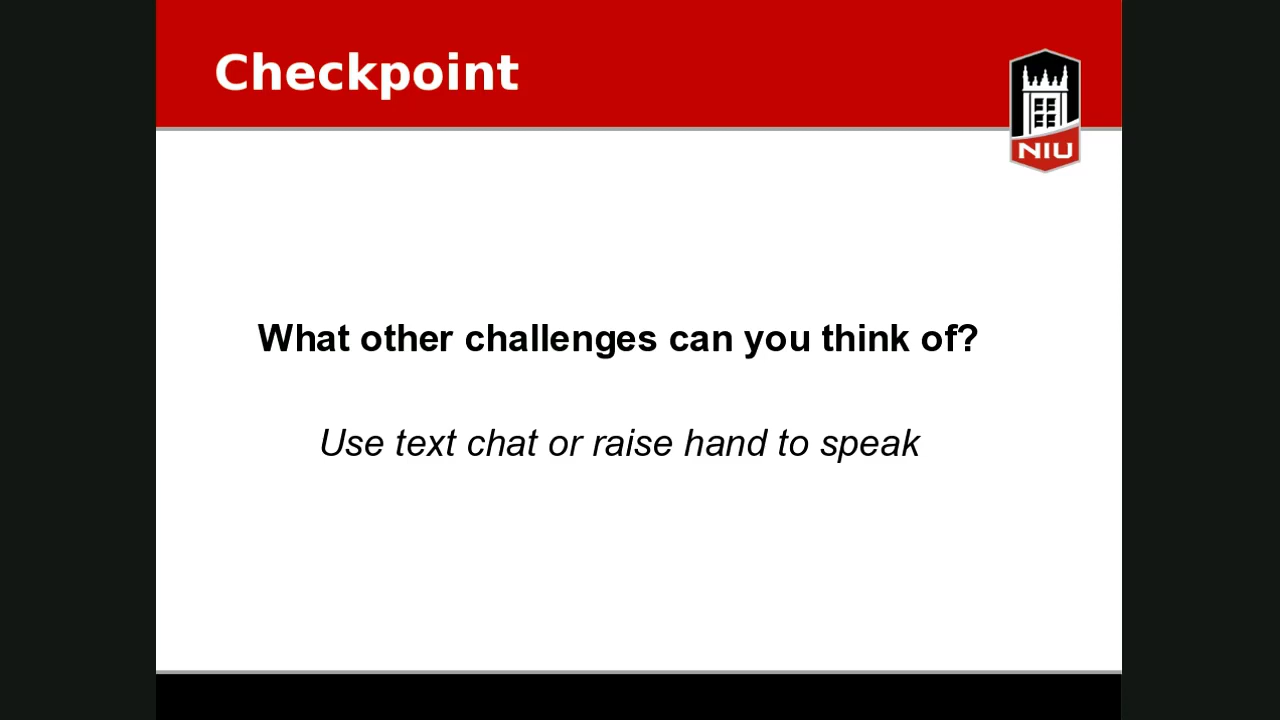 Checkpoint
NIU
What other challenges can you think of?
Use text chat or raise hand to speak